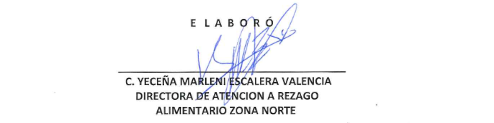 E L A B O R Ó
C. YECEÑA MARLENI ESCALERA VALENCIA
DIRECTORA DE ATENCION A REZAGO
ALIMENTARIO ZONA NORTE